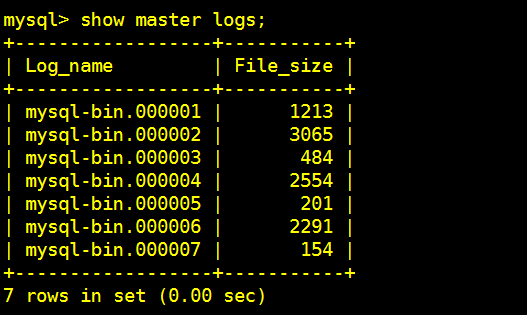 mysql> show master logs;
+------------------+-----------+
| Log_name         | File_size |
+------------------+-----------+
| mysql-bin.000001 |      1213 |
| mysql-bin.000002 |      3065 |
| mysql-bin.000003 |       484 |
| mysql-bin.000004 |      2554 |
| mysql-bin.000005 |       201 |
| mysql-bin.000006 |      2291 |
| mysql-bin.000007 |       154 |
+------------------+-----------+
7 rows in set (0.00 sec)